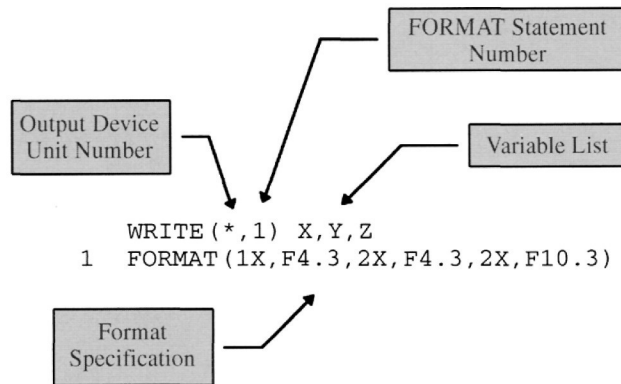 FORMAT Statement
Number
Output Device
Unit Number
Variable List
WRITE(*,1) X,Y,Z
1 FORMAT(1X,F4.3,2X,F4.3,2X,F10.3)
Format
Specification